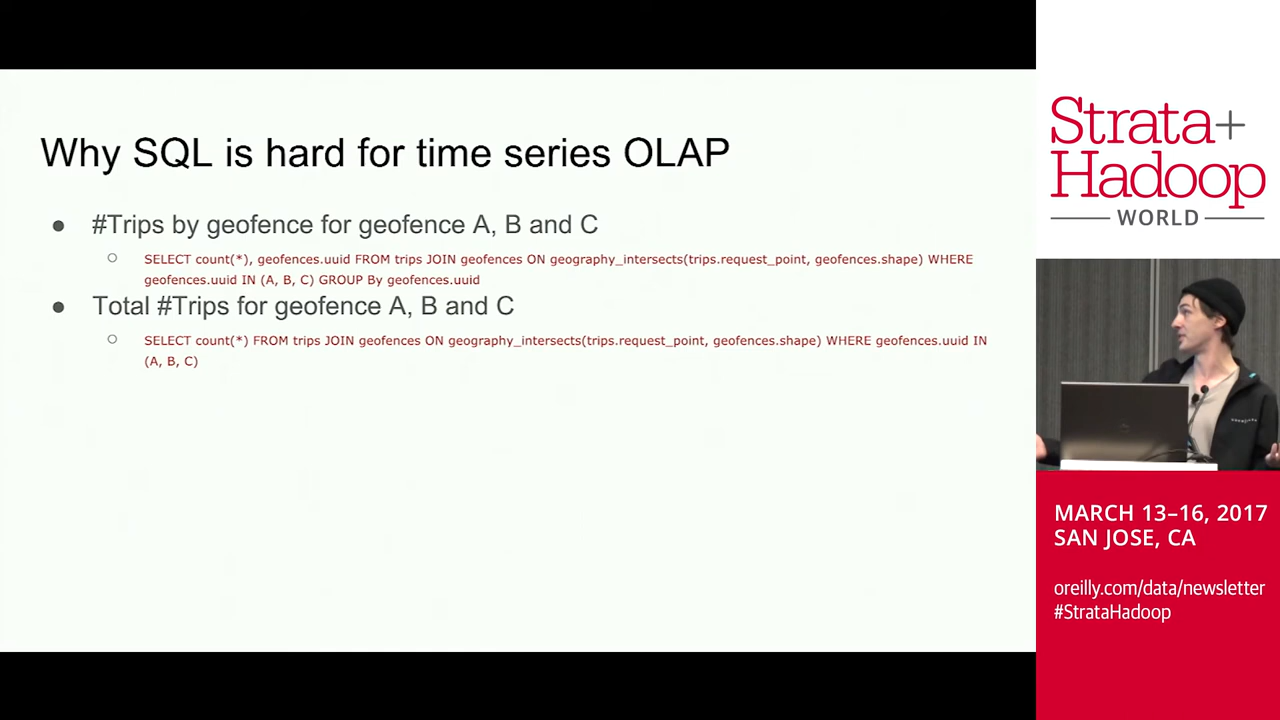 Why SQL is hard for time series OLAP
● #Trips by geofence for geofence A, B and C
○ SELECT count(*), geofences.uuid FROM trips JOIN geofences ON geography_intersects(trips.request_point, geofences.shape) WHERE
geofences.uuid IN (A, B, C) GROUP By geofences.uuid
● Total #Trips for geofence A, B and C
○ SELECT count(*) FROM trips JOIN geofences ON geography_intersects(trips.request_point, geofences.shape) WHERE geofences.uuid IN
(A, B, C)
Strata+
Hadoop
WORLD
MARCH 13–16, 2017
SAN JOSE, CA
oreilly.com/data/newsletter
#StrataHadoop